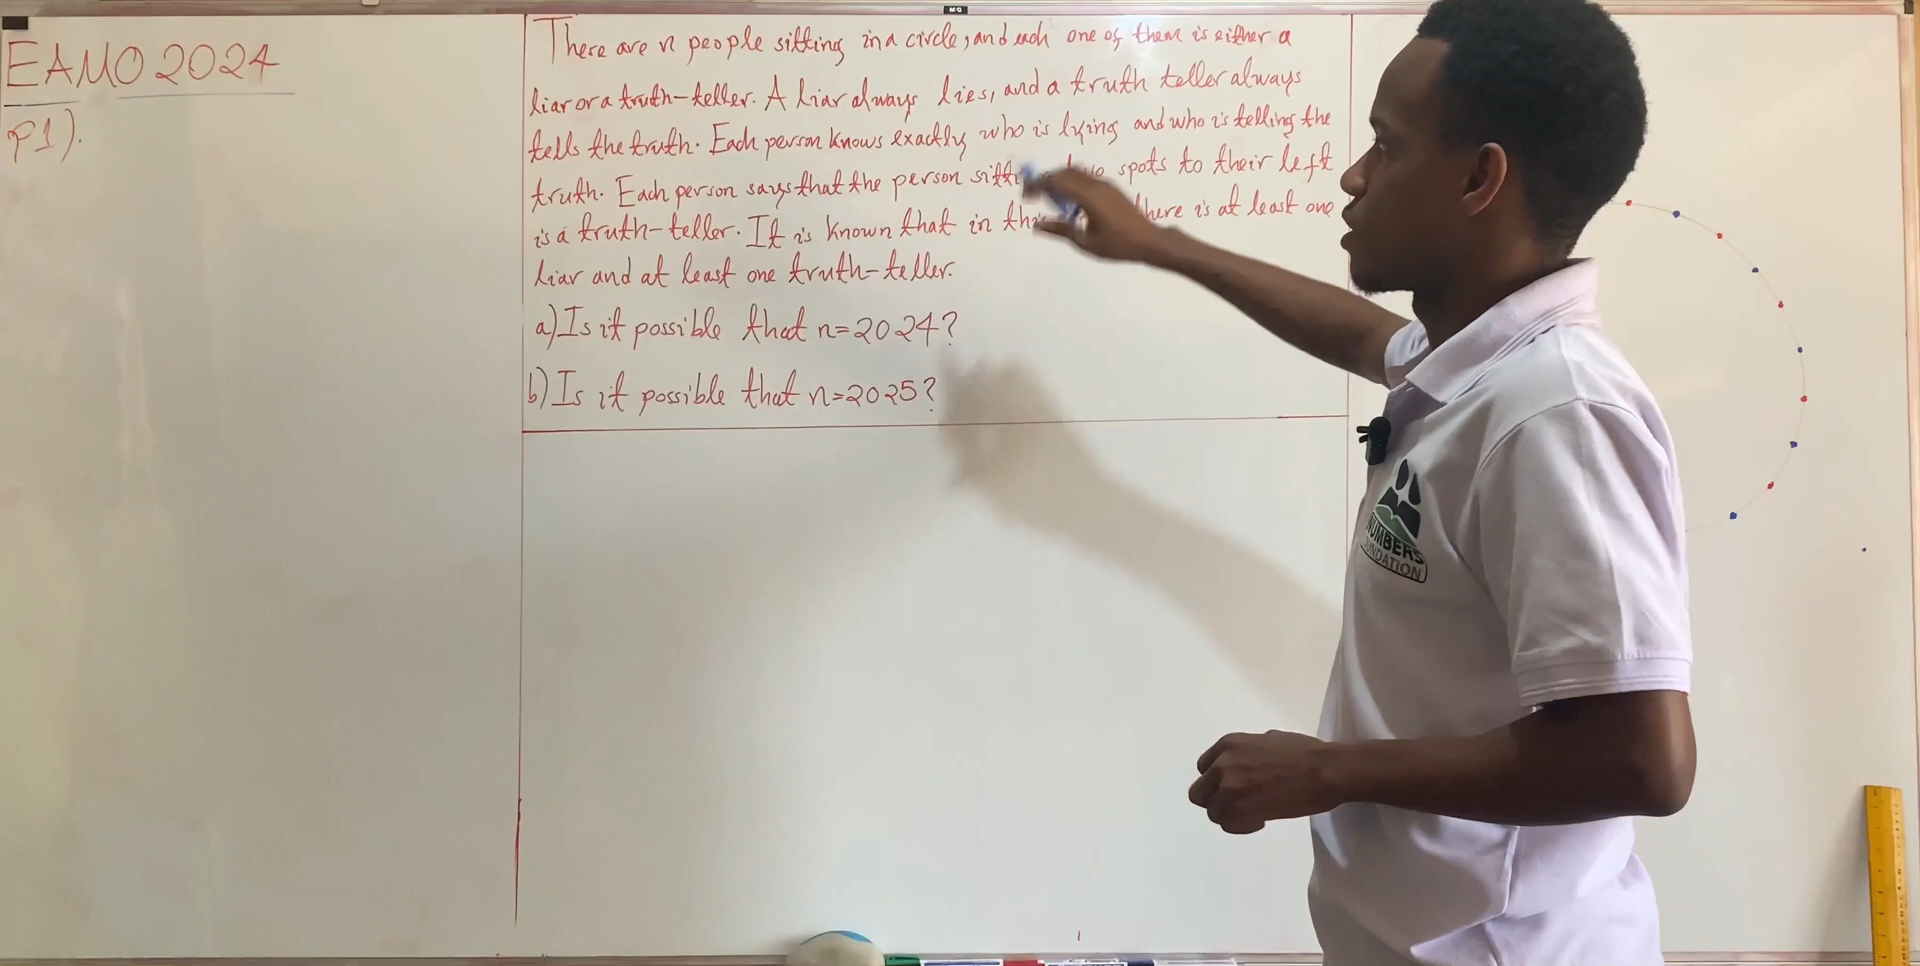 EAMO 2024
P1).
There are n people sitting in a circle, and each one of them is either a
liar or a truth-teller. A liar always lies, and a truth teller always
tells the truth. Each person knows exactly who is lying and who is telling the
truth. Each person says that the person spots to their left
is a truth-teller. It is known that in there is at least one
liar and at least one truth-teller.
a) Is it possible that n=2024?
b) Is it possible that n=2025?
NUMBERS